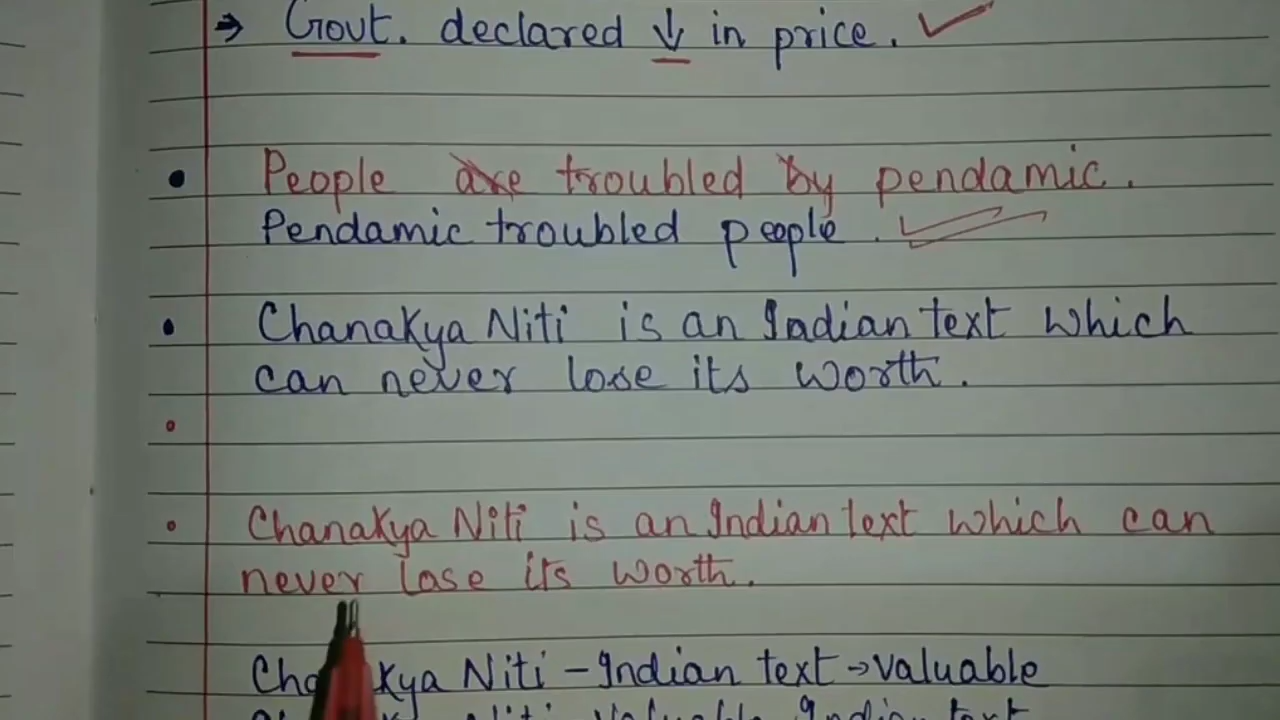 → Govt. declared ↓ in price. ✓
• People are troubled by pendamic.
Pendamic troubled people. ✓
• Chanakya Niti is an Indian text which
can never lose its worth.
Chanakya Niti is an Indian text which can
never lose its worth.
Niti - Indian text → valuable